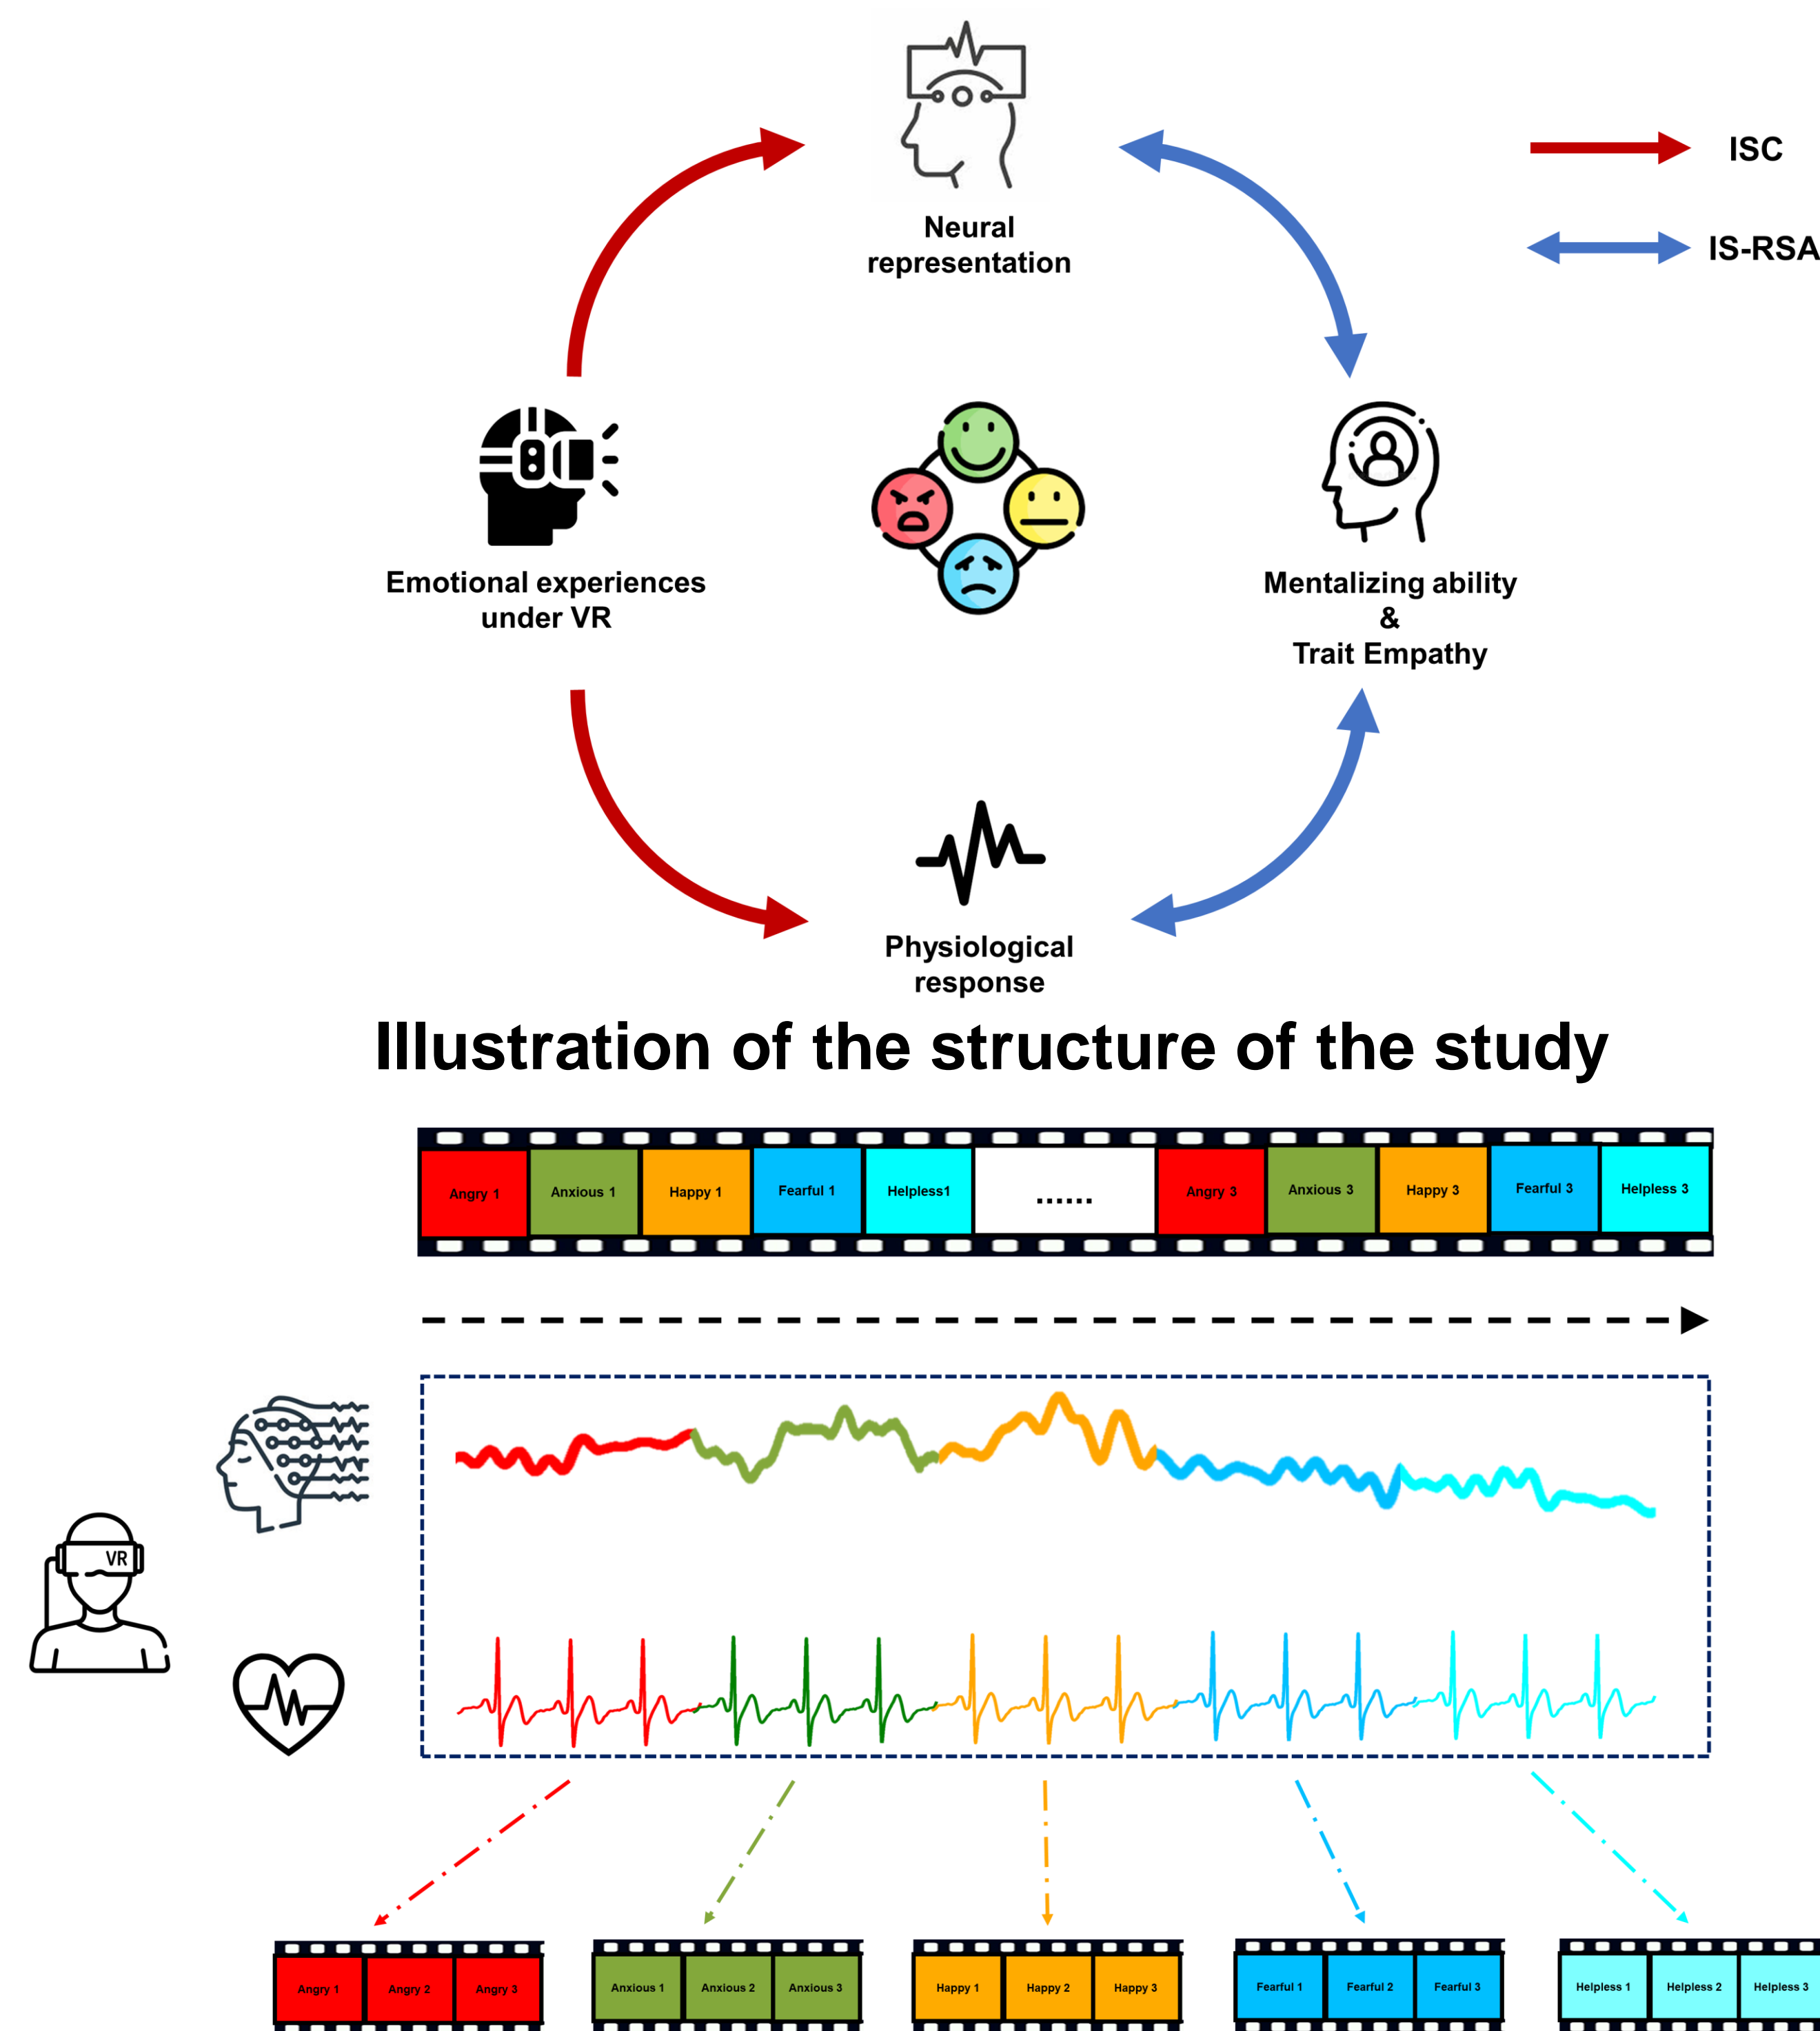 Neural
representation
ISC
IS-RSA
Emotional experiences
under VR
Mentalizing ability
&
Trait Empathy
Physiological
response
Illustration of the structure of the study
Angry 1 Anxious 1 Happy 1 Fearful 1 Helpless1 ...... Angry 3 Anxious 3 Happy 3 Fearful 3 Helpless 3
VR
Angry 1 Angry 2 Angry 3 Anxious 1 Anxious 2 Anxious 3 Happy 1 Happy 2 Happy 3 Fearful 1 Fearful 2 Fearful 3 Helpless 1 Helpless 2 Helpless 3